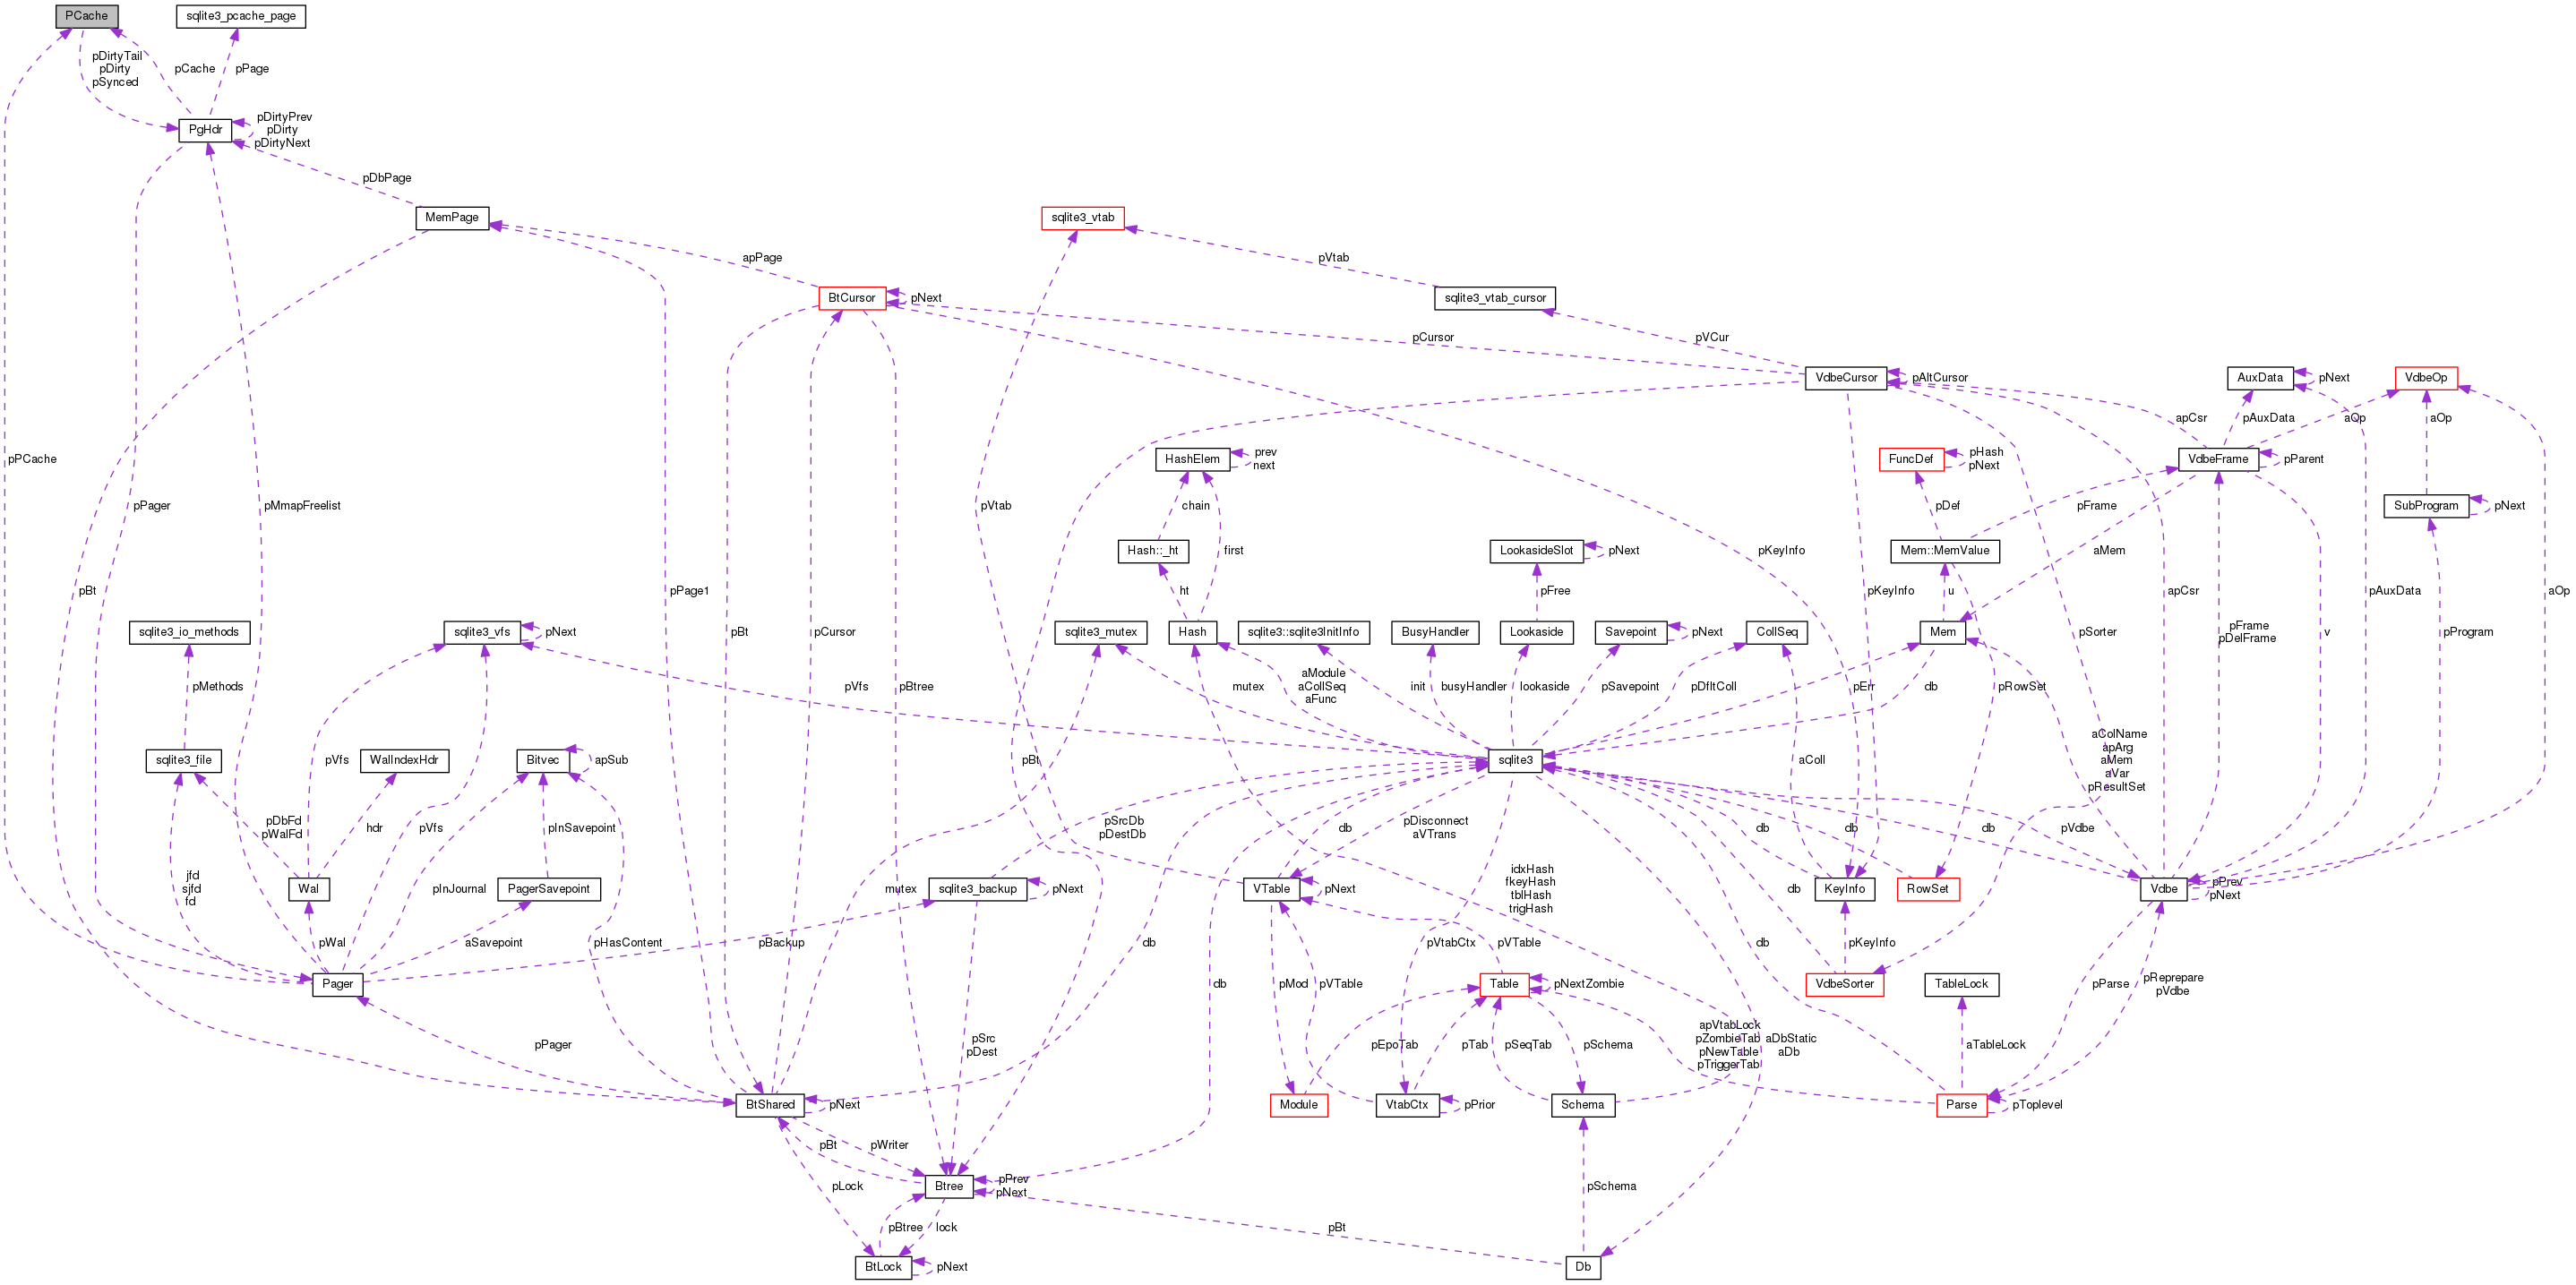 PCache
sqlite3_pcache_page
pDirtyTail
pDirty
pSynced
pCache
pPage
PgHdr
pDirtyPrev
pDirty
pDirtyNext
pDbPage
MemPage
sqlite3_vtab
apPage
pVtab
BtCursor
pNext
sqlite3_vtab_cursor
pCursor
pVCur
VdbeCursor
pAltCursor
AuxData
pNext
VdbeOp
apCsr
pAuxData
aOp
aOp
HashElem
prev
next
FuncDef
pHash
pNext
VdbeFrame
pParent
pPCache
pPager
pMmapFreelist
pVtab
chain
pDef
pFrame
SubProgram
pNext
Hash::_ht
first
LookasideSlot
pNext
pKeyInfo
Mem::MemValue
aMem
pBt
pPage1
ht
pFree
pKeyInfo
u
apCsr
pAuxData
aOp
sqlite3_io_methods
sqlite3_vfs
pNext
pBt
pCursor
sqlite3_mutex
Hash
sqlite3::sqlite3InitInfo
BusyHandler
Lookaside
Savepoint
pNext
CollSeq
Mem
pSorter
pFrame
pDelFrame
v
pProgram
pMethods
pVfs
pBtree
mutex
aModule
aCollSeq
aFunc
init
busyHandler
lookaside
pSavepoint
pDfltColl
pErr
db
pRowSet
sqlite3_file
pVfs
WalIndexHdr
Bitvec
apSub
pBt
sqlite3
aColl
aColName
apArg
aMem
aVar
pResultSet
pDbFd
pWalFd
hdr
pVfs
pInSavepoint
pSrcDb
pDestDb
db
pDisconnect
aVTrans
db
db
pVdbe
db
jfd
sjfd
fd
Wal
pInJournal
PagerSavepoint
mutex
sqlite3_backup
pNext
VTable
pNext
idxHash
fkeyHash
tblHash
trigHash
db
KeyInfo
RowSet
Vdbe
pPrev
pNext
pWal
aSavepoint
pHasContent
pBackup
db
pVtabCtx
pVTable
db
pKeyInfo
Pager
db
pMod
pVTable
Table
pNextZombie
VdbeSorter
TableLock
pParse
pReprepare
pVdbe
pPager
pSrc
pDest
pEpoTab
pTab
pSeqTab
pSchema
apVtabLock
pZombieTab
pNewTable
pTriggerTab
aDbStatic
aDb
aTableLock
BtShared
pNext
Module
VtabCtx
pPrior
Schema
Parse
pToplevel
pBt
pWriter
pLock
Btree
pPrev
pNext
pSchema
pBtree
lock
pBt
BtLock
pNext
Db